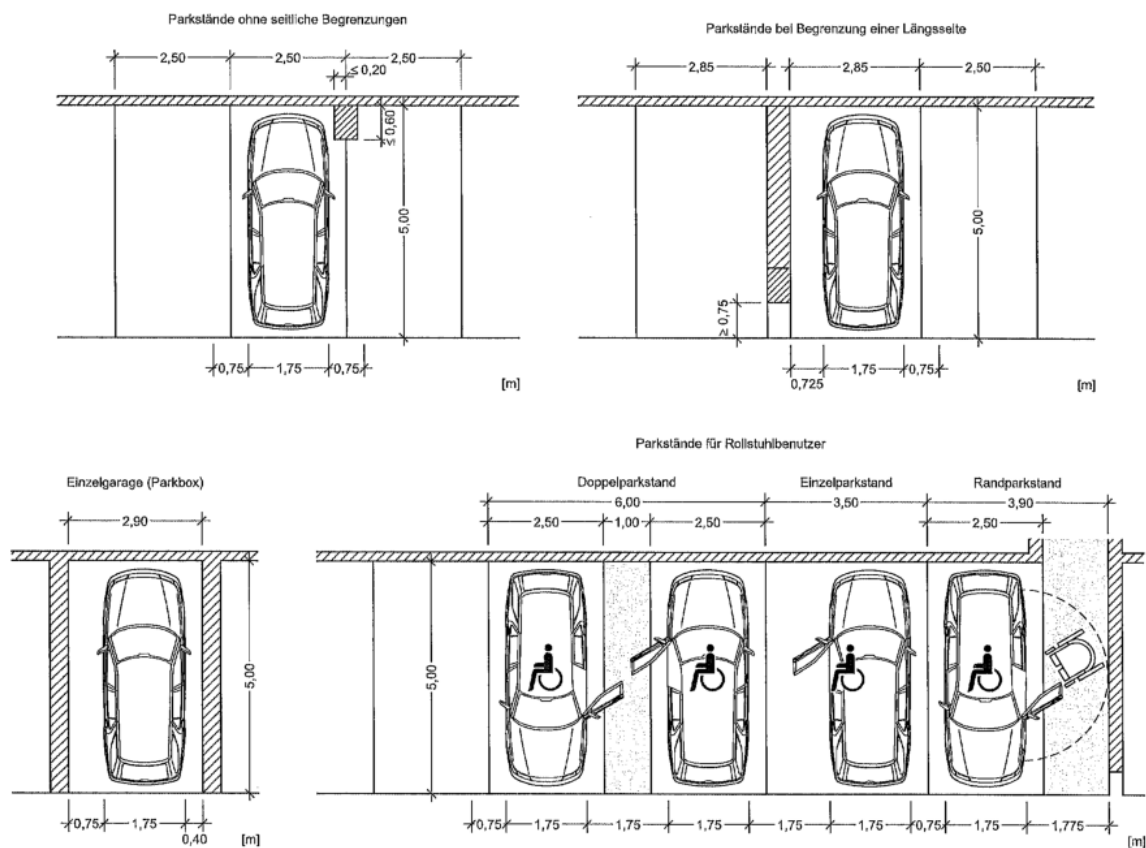 Parkstände ohne seitliche Begrenzungen
2,50 2,50 2,50
≤ 0,20
≤ 0,60
5,00
0,75 1,75 0,75
[m]
Parkstände bei Begrenzung einer Längsseite
2,85 2,85 2,50
5,00
≥ 0,75
0,725 1,75 0,75
[m]
Einzelgarage (Parkbox)
2,90
5,00
0,75 1,75 0,40
[m]
Parkstände für Rollstuhlbenutzer
Doppelparkstand Einzelparkstand Randparkstand
6,00 3,50 3,90
2,50 1,00 2,50 2,50
5,00
0,75 1,75 1,75 1,75 1,75 1,75 0,75 1,75 1,775
[m]